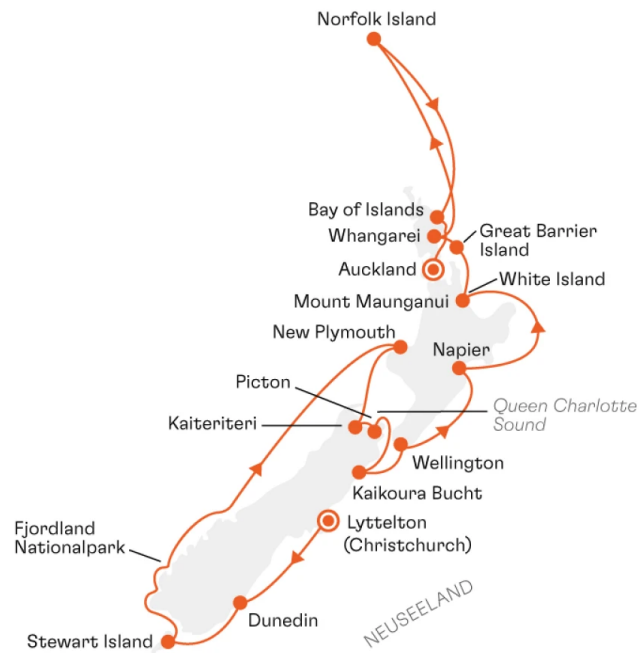 Norfolk Island
Bay of Islands
Whangarei
Great Barrier
Island
Auckland
White Island
Mount Maunganui
New Plymouth
Napier
Picton
Queen Charlotte
Sound
Kaiteriteri
Wellington
Kaikoura Bucht
Lyttelton
(Christchurch)
Fjordland
Nationalpark
Dunedin
NEUSEELAND
Stewart Island